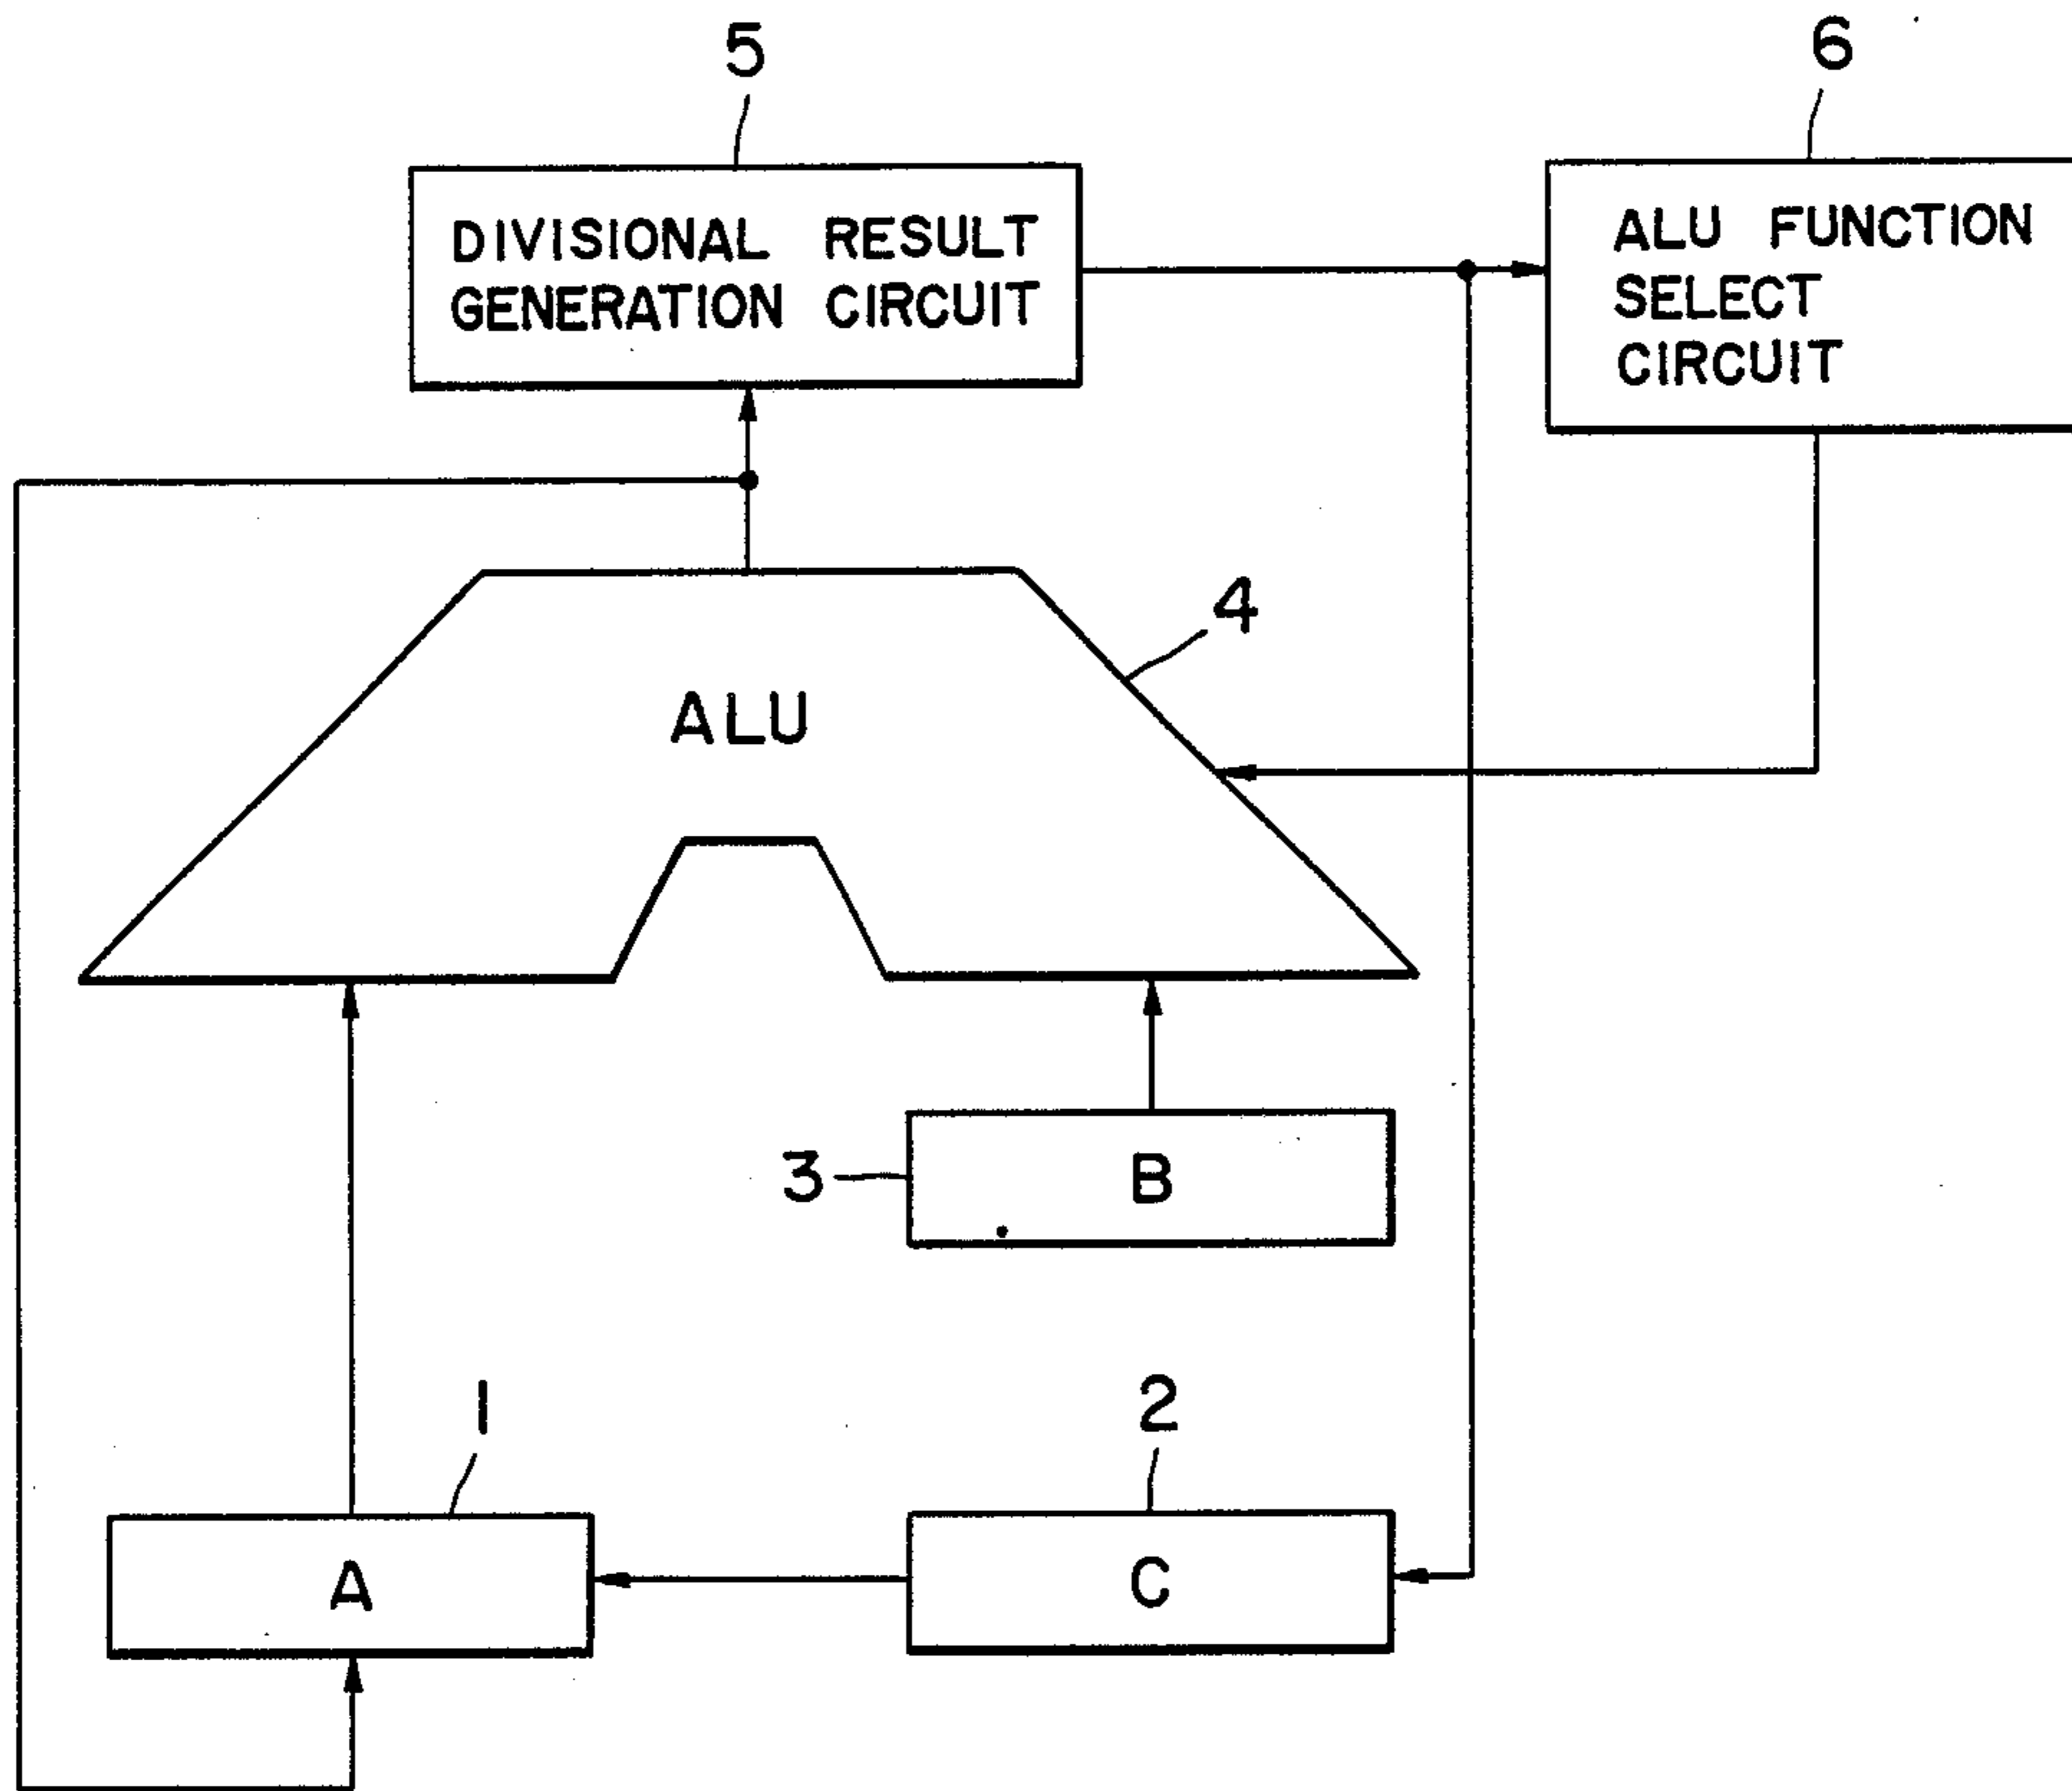 5
6
DIVISIONAL RESULT
GENERATION CIRCUIT
ALU FUNCTION
SELECT
CIRCUIT
4
ALU
3
B
1
2
A
C